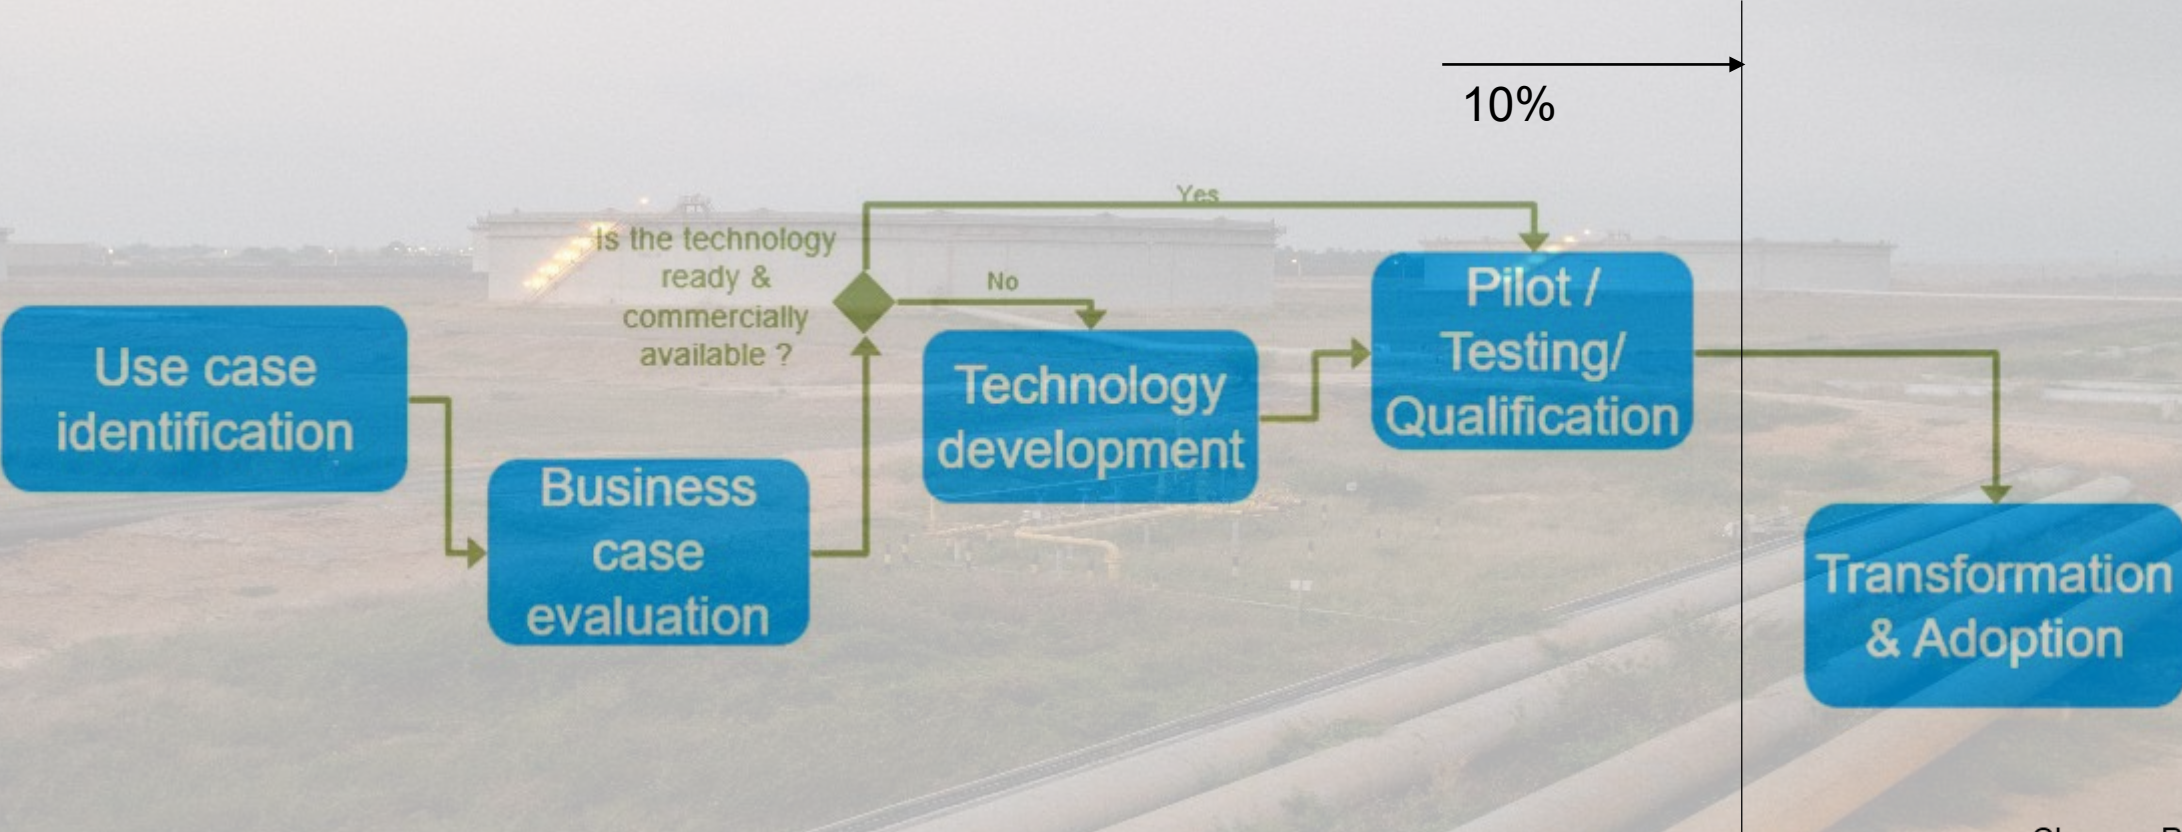 10%
Yes
Is the technology
ready &
commercially
available ?
No
Use case
identification
Business
case
evaluation
Technology
development
Pilot /
Testing/
Qualification
Transformation
& Adoption